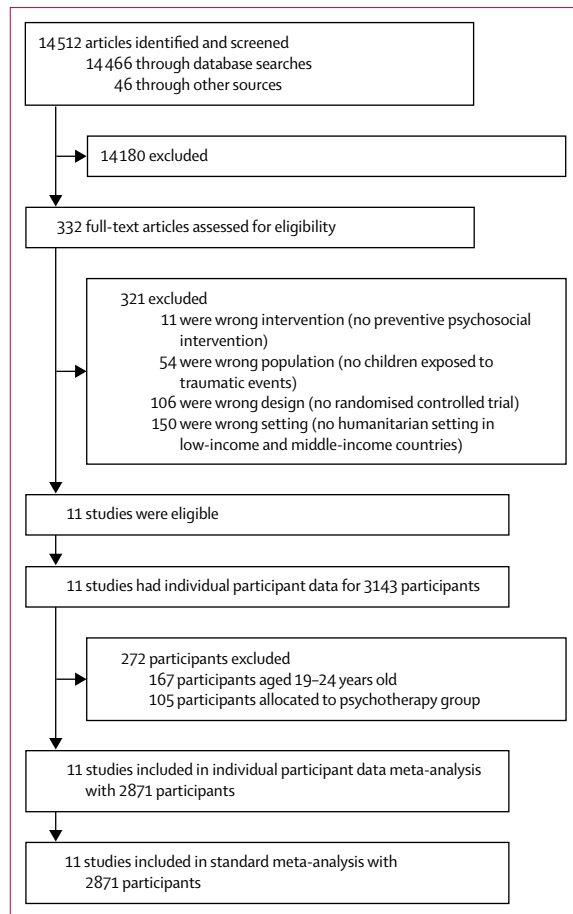 14 512 articles identified and screened
14 466 through database searches
46 through other sources
14 180 excluded
332 full-text articles assessed for eligibility
321 excluded
11 were wrong intervention (no preventive psychosocial
intervention)
54 were wrong population (no children exposed to
traumatic events)
106 were wrong design (no randomised controlled trial)
150 were wrong setting (no humanitarian setting in
low-income and middle-income countries)
11 studies were eligible
11 studies had individual participant data for 3143 participants
272 participants excluded
167 participants aged 19–24 years old
105 participants allocated to psychotherapy group
11 studies included in individual participant data meta-analysis
with 2871 participants
11 studies included in standard meta-analysis with
2871 participants